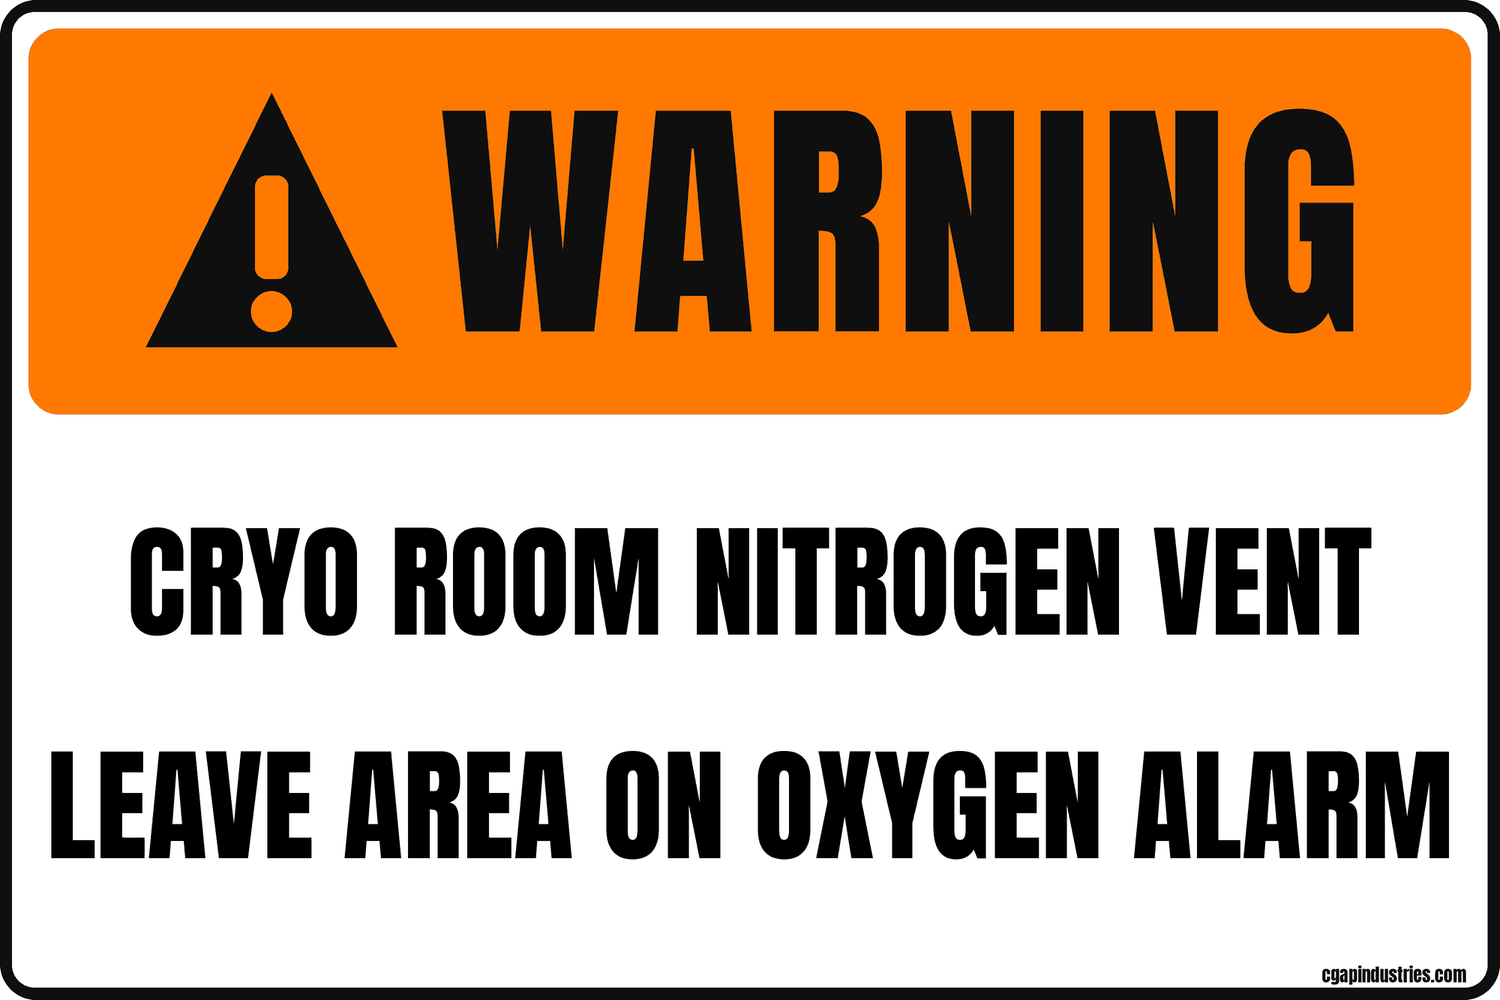 WARNING
CRYO ROOM NITROGEN VENT
LEAVE AREA ON OXYGEN ALARM
cgapindustries.com